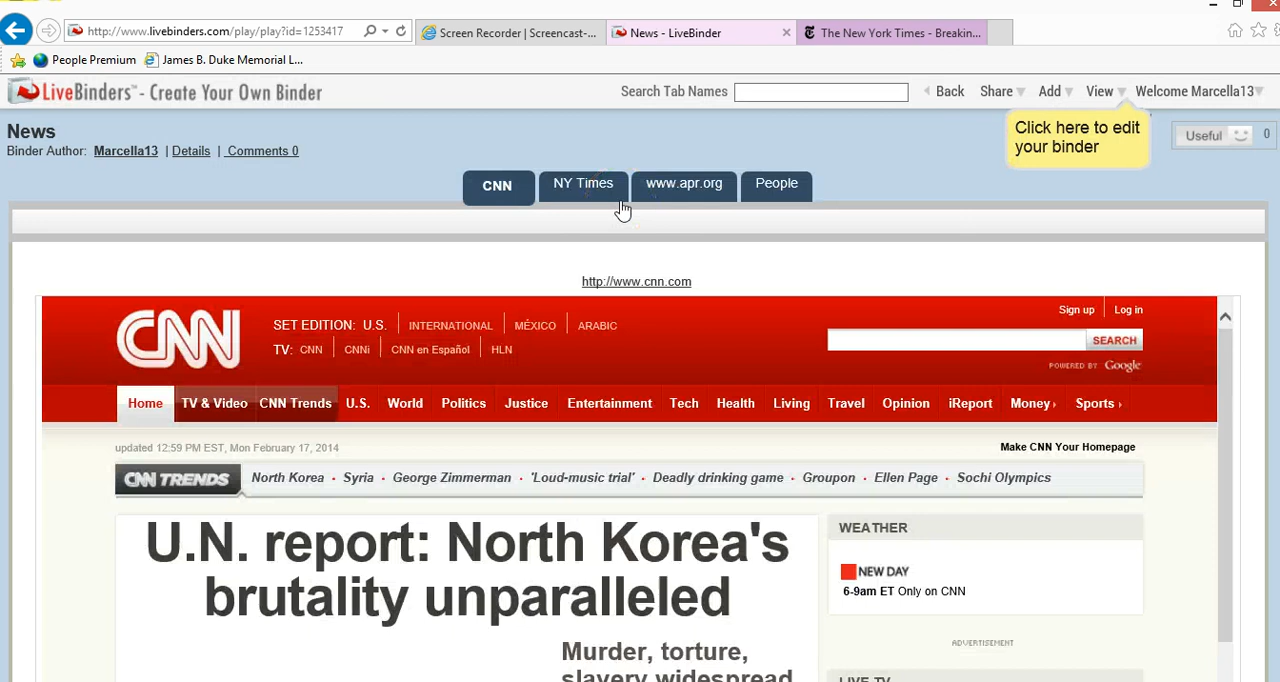 http://www.livebinders.com/play/play?id=1253417
Screen Recorder | Screencast-...
News - LiveBinder
The New York Times - Breakin...
People Premium
James B. Duke Memorial L...
LiveBinders™ - Create Your Own Binder
Search Tab Names
Back
Share
Add
View
Welcome Marcella13
News
Binder Author: Marcella13 | Details | Comments 0
Click here to edit
your binder
Useful
0
CNN
NY Times
www.apr.org
People
http://www.cnn.com
CNN
SET EDITION: U.S. INTERNATIONAL MÉXICO ARABIC
TV: CNN CNNi CNN en Español HLN
Sign up Log in
SEARCH
POWERED BY Google
Home TV & Video CNN Trends U.S. World Politics Justice Entertainment Tech Health Living Travel Opinion iReport Money Sports
updated 12:59 PM EST, Mon February 17, 2014
Make CNN Your Homepage
CNN TRENDS North Korea · Syria · George Zimmerman · 'Loud-music trial' · Deadly drinking game · Groupon · Ellen Page · Sochi Olympics
U.N. report: North Korea's
brutality unparalleled
Murder, torture,
slavery widespread
WEATHER
NEW DAY
6-9am ET Only on CNN
ADVERTISEMENT
LIVE TV